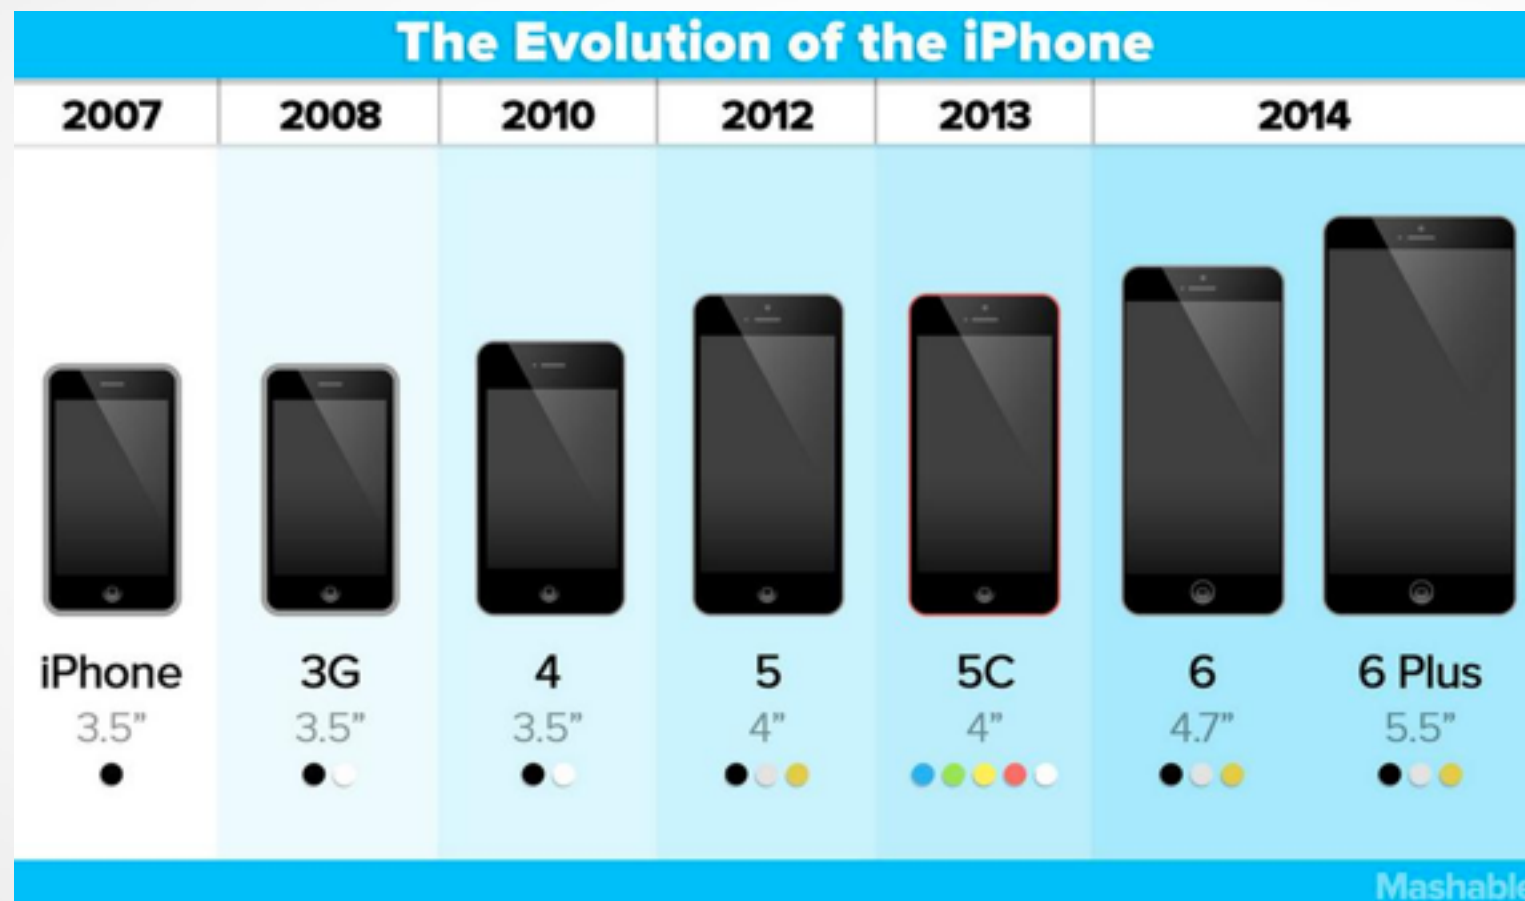 The Evolution of the iPhone
2007 2008 2010 2012 2013 2014
iPhone 3G 4 5 5C 6 6 Plus
3.5” 3.5” 3.5” 4” 4” 4.7” 5.5”
Mashable